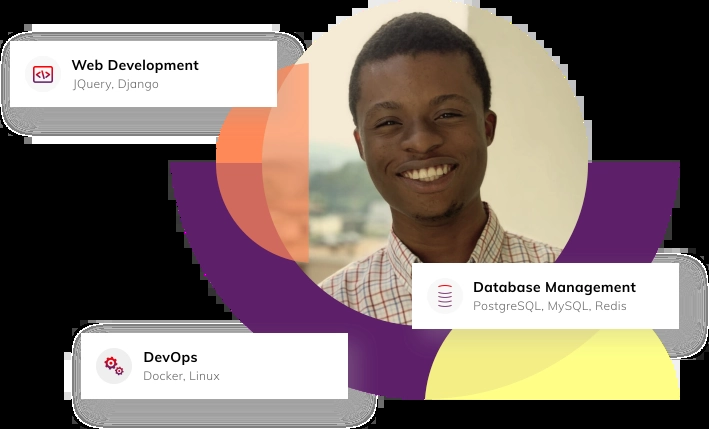 Web Development
JQuery, Django
Database Management
PostgreSQL, MySQL, Redis
DevOps
Docker, Linux